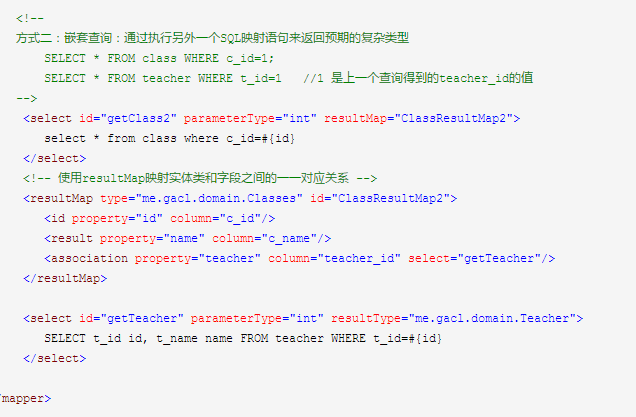 <!--
方式二：嵌套查询：通过执行另外一个SQL映射语句来返回预期的复杂类型
SELECT * FROM class WHERE c_id=1;
SELECT * FROM teacher WHERE t_id=1   //1 是上一个查询得到的teacher_id的值
-->
<select id="getClass2" parameterType="int" resultMap="ClassResultMap2">
select * from class where c_id=#{id}
</select>
<!-- 使用resultMap映射实体类和字段之间的一一对应关系 -->
<resultMap type="me.gacl.domain.Classes" id="ClassResultMap2">
<id property="id" column="c_id"/>
<result property="name" column="c_name"/>
<association property="teacher" column="teacher_id" select="getTeacher"/>
</resultMap>
<select id="getTeacher" parameterType="int" resultType="me.gacl.domain.Teacher">
SELECT t_id id, t_name name FROM teacher WHERE t_id=#{id}
</select>
mapper>